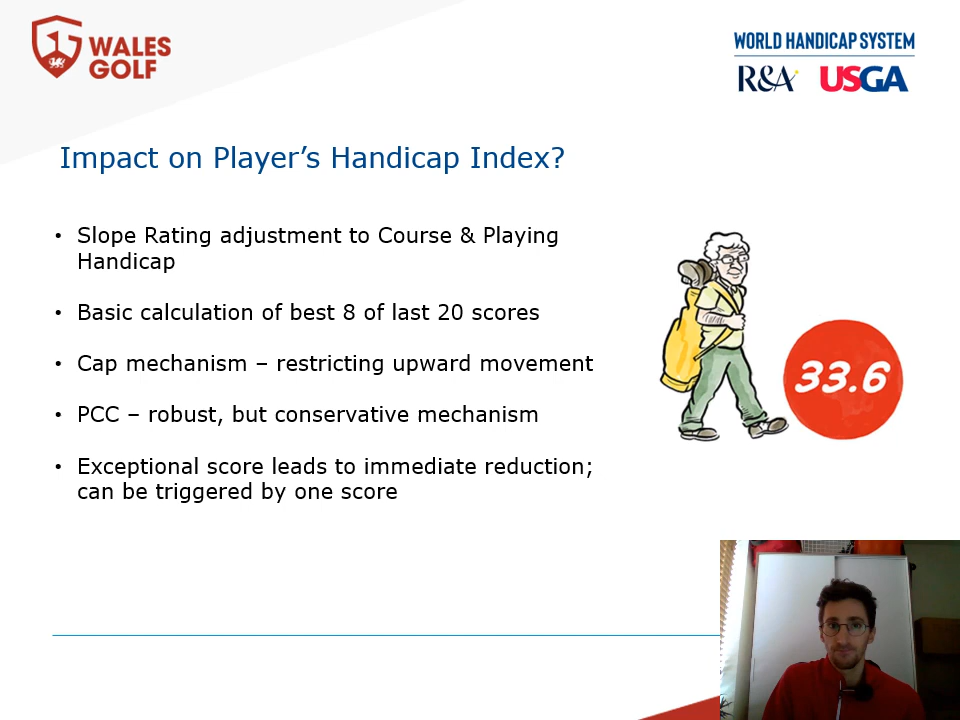 WALES
GOLF
WORLD HANDICAP SYSTEM
R&A USGA
Impact on Player’s Handicap Index?
• Slope Rating adjustment to Course & Playing
Handicap
• Basic calculation of best 8 of last 20 scores
• Cap mechanism – restricting upward movement
• PCC – robust, but conservative mechanism
• Exceptional score leads to immediate reduction;
can be triggered by one score
33.6